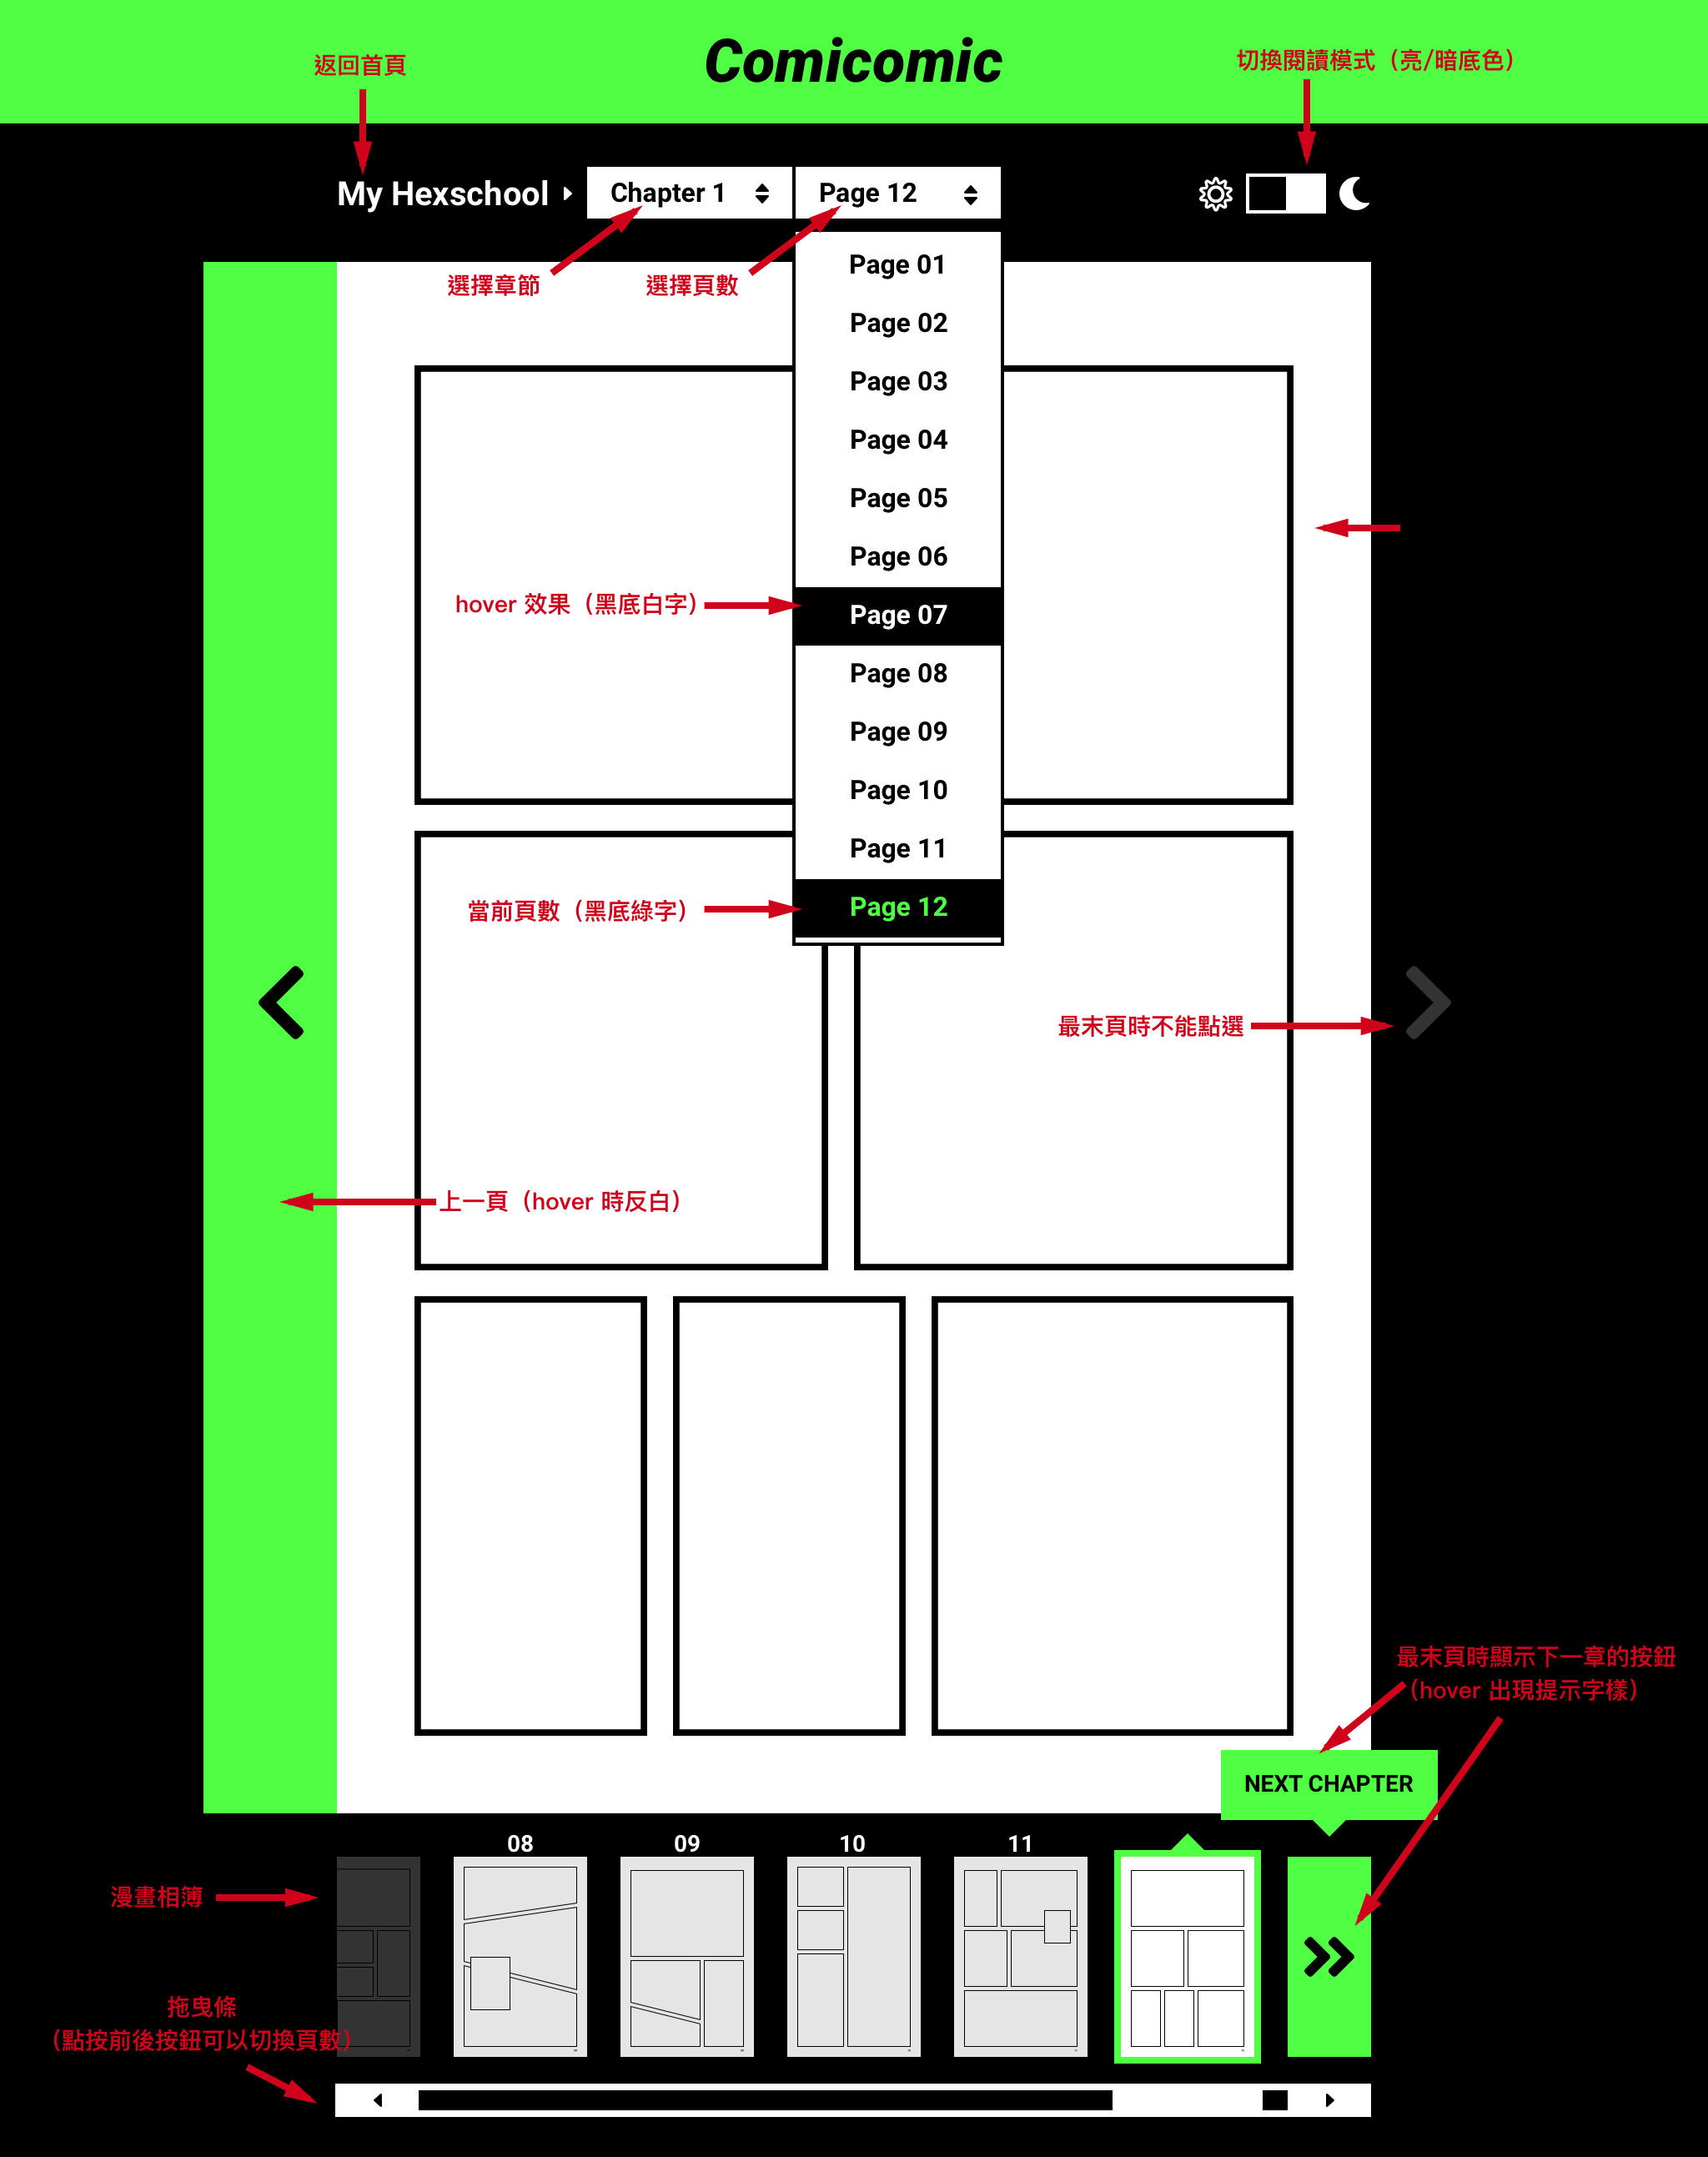 Comicomic
返回首頁
切換閱讀模式（亮/暗底色）
My Hexschool
Chapter 1
Page 12
選擇章節
選擇頁數
Page 01
Page 02
Page 03
Page 04
Page 05
Page 06
hover 效果（黑底白字）
Page 07
Page 08
Page 09
Page 10
Page 11
當前頁數（黑底綠字）
Page 12
最末頁時不能點選
上一頁（hover 時反白）
最末頁時顯示下一章的按鈕
（hover 出現提示字樣）
NEXT CHAPTER
08
09
10
11
漫畫相簿
拖曳條
（點按前後按鈕可以切換頁數）